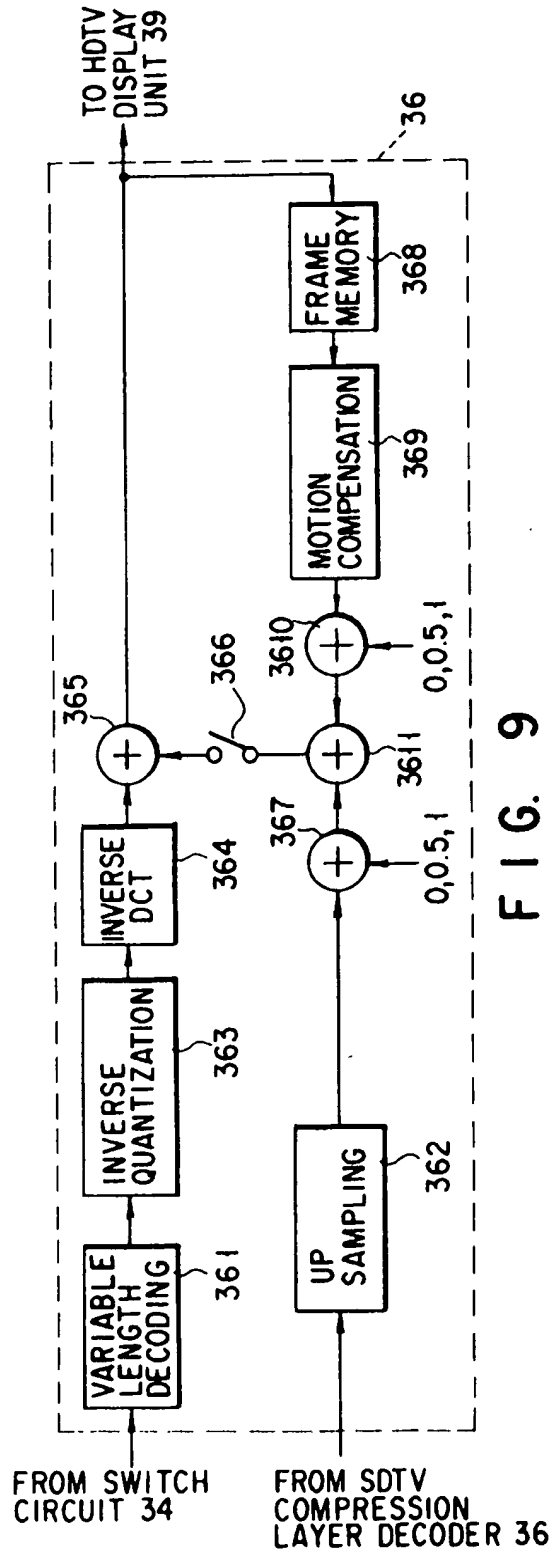 FROM SWITCH
CIRCUIT 34
VARIABLE
LENGTH
DECODING
361
INVERSE
QUANTIZATION
363
INVERSE
DCT
364
365
366
TO HDTV
DISPLAY
UNIT 39
36
FROM SDTV
COMPRESSION
LAYER DECODER 36
UP
SAMPLING
362
367
0,0.5,1
3611
3610
0,0.5,1
MOTION
COMPENSATION
369
FRAME
MEMORY
368
FIG. 9